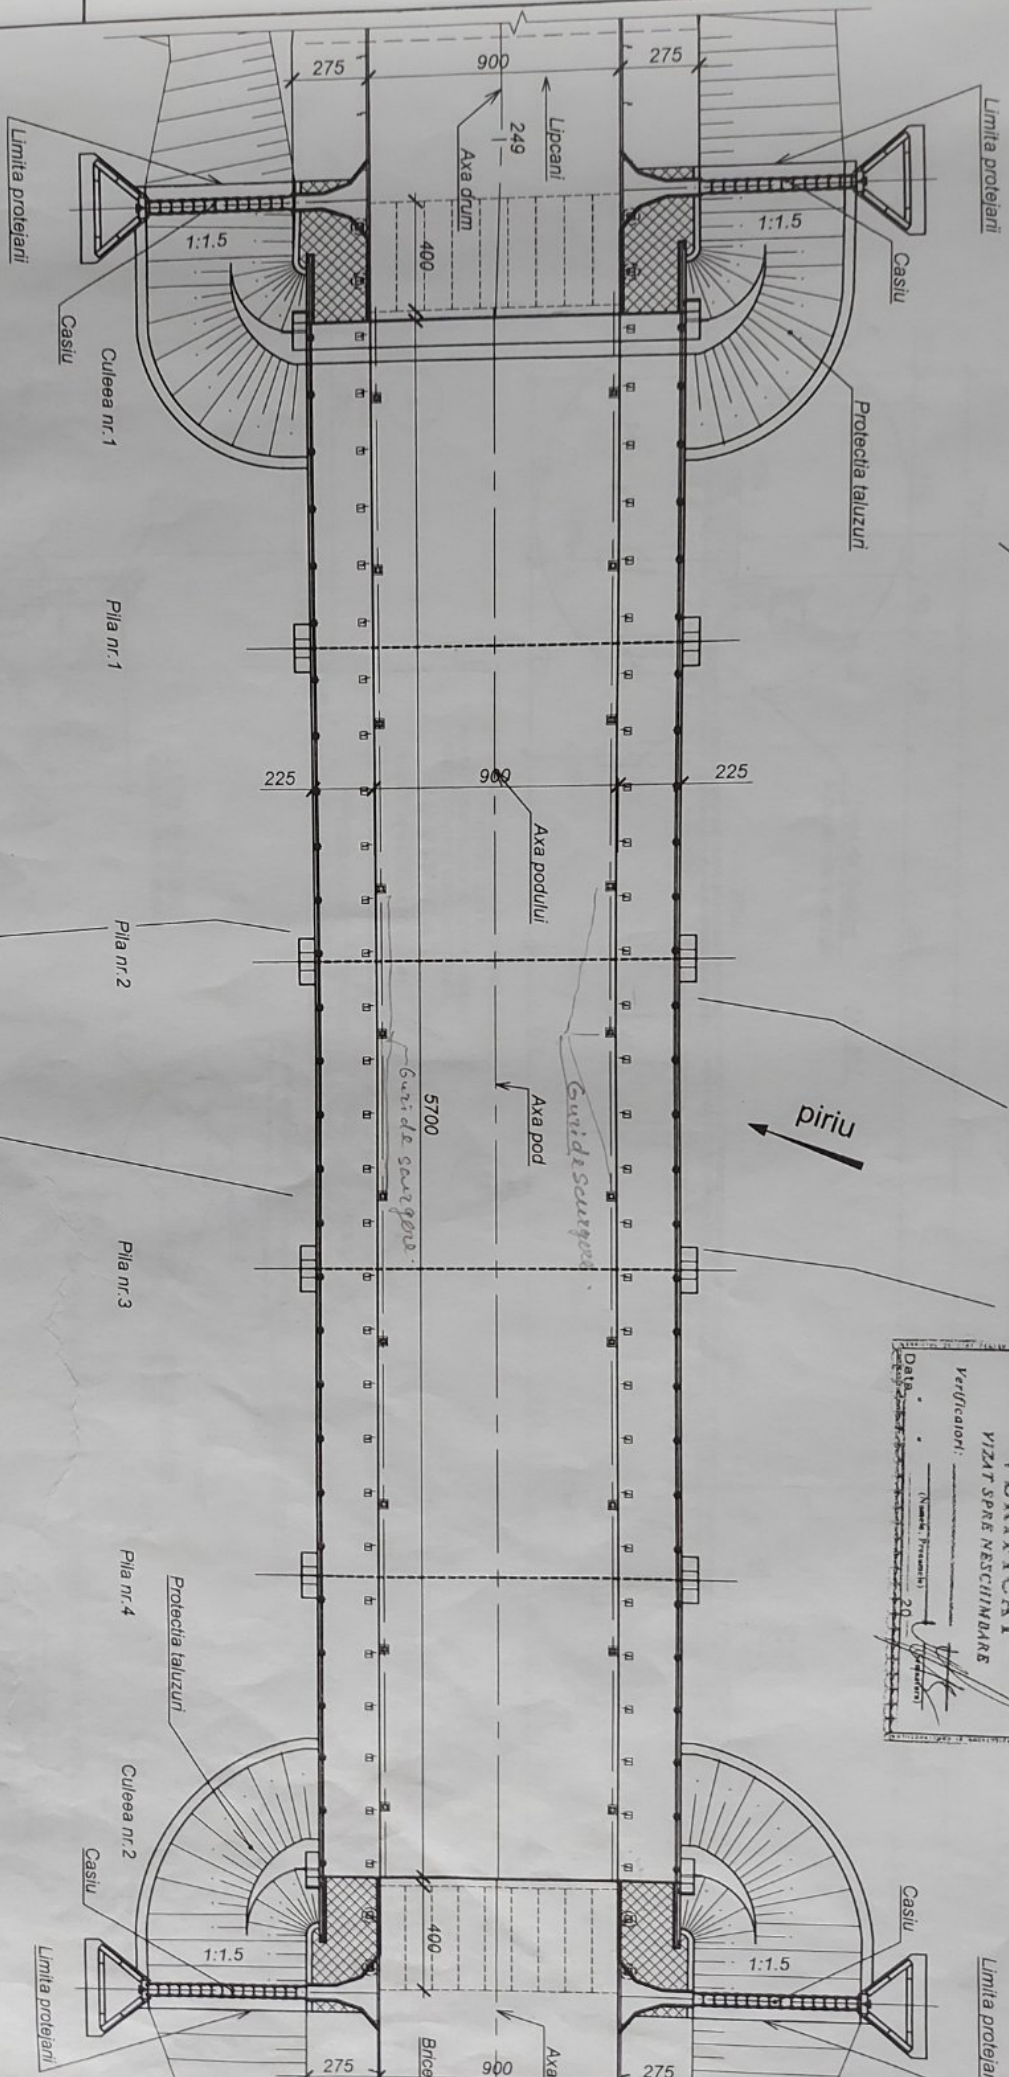 275
900
275
Limita protejarii
Lipcani
249
Axa drum
Limita protejarii
1:1.5
400
1:1.5
Casiu
Casiu
Culeea nr.1
Protectia taluzuri
Pila nr.1
225
900
225
Axa podului
Pila nr.2
5700
Axa pod
piriu
Guri de scurgere.
Guri de scurgere.
Pila nr.3
VIZAT SPRE NESCHIMBARE
Verificatori:
(Numele, Prenumele)
Data
20
Pila nr.4
Protectia taluzuri
Culeea nr.2
Casiu
Casiu
1:1.5
400
1:1.5
Limita protejarii
Limita protejarii
Axa
275
900
275